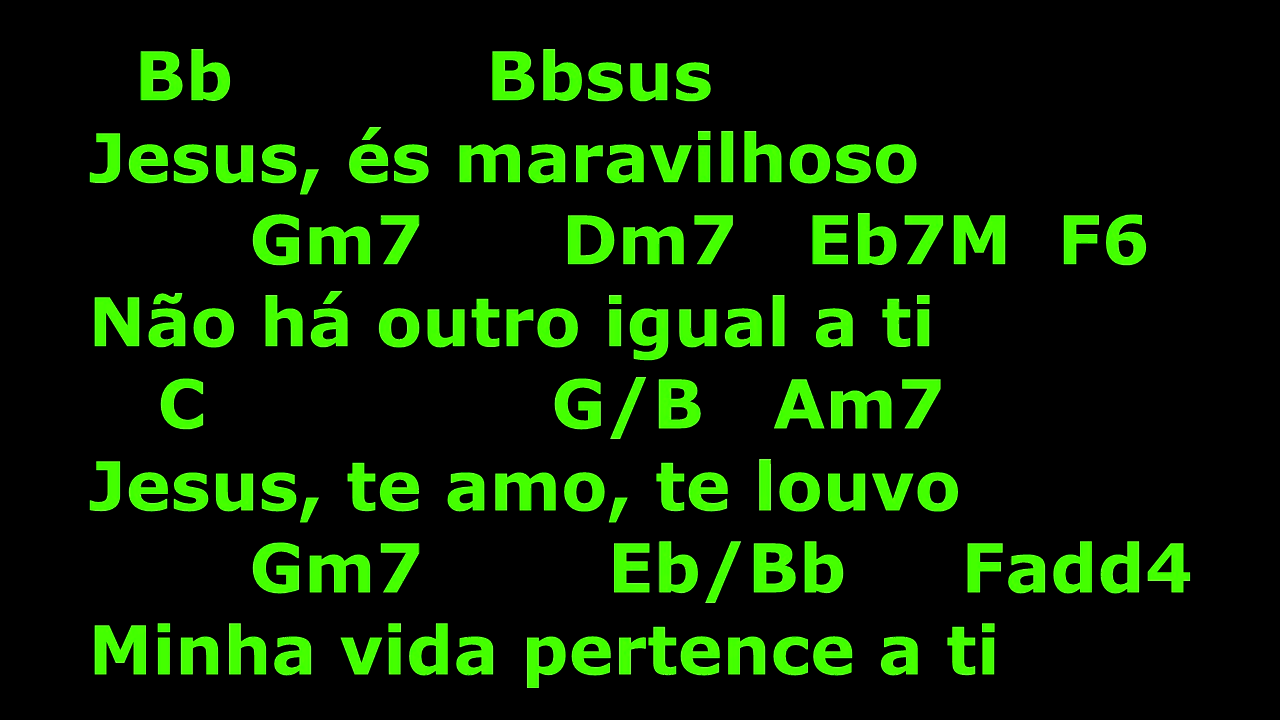 Bb Bbsus
Jesus, és maravilhoso
Gm7 Dm7 Eb7M F6
Não há outro igual a ti
C G/B Am7
Jesus, te amo, te louvo
Gm7 Eb/Bb Fadd4
Minha vida pertence a ti